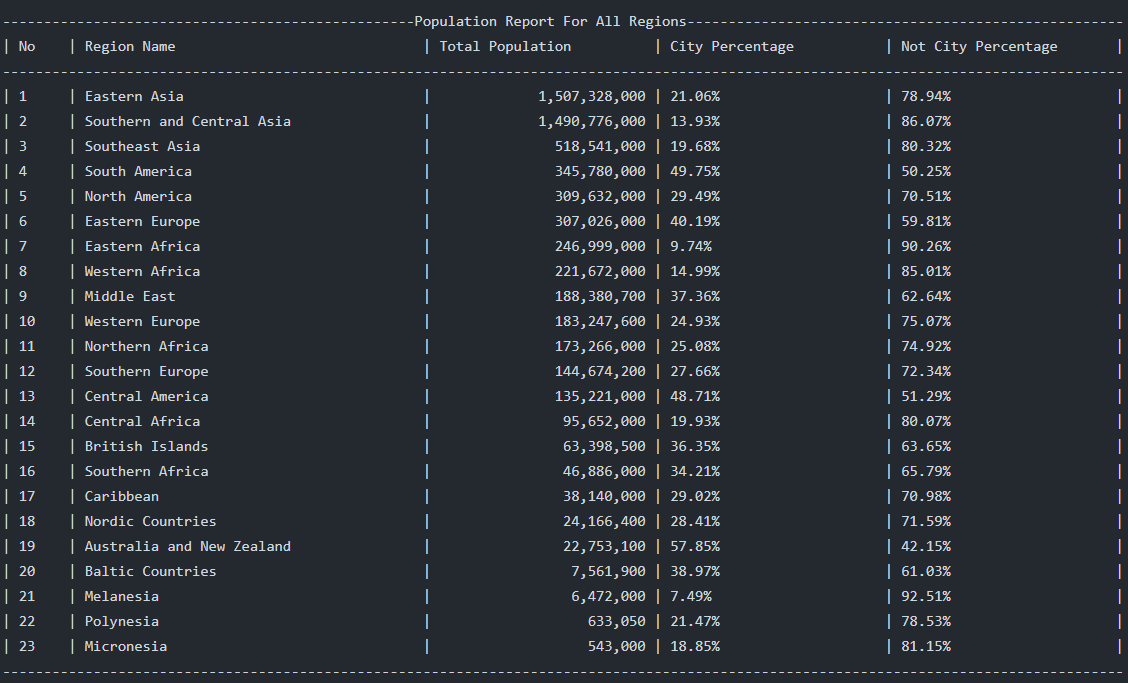 --------------------------------------------------Population Report For All Regions-----------------------------------------------------
| No | Region Name | Total Population | City Percentage | Not City Percentage |
----------------------------------------------------------------------------------------------------------------------------------------
| 1 | Eastern Asia | 1,507,328,000 | 21.06% | 78.94% |
| 2 | Southern and Central Asia | 1,490,776,000 | 13.93% | 86.07% |
| 3 | Southeast Asia | 518,541,000 | 19.68% | 80.32% |
| 4 | South America | 345,780,000 | 49.75% | 50.25% |
| 5 | North America | 309,632,000 | 29.49% | 70.51% |
| 6 | Eastern Europe | 307,026,000 | 40.19% | 59.81% |
| 7 | Eastern Africa | 246,999,000 | 9.74% | 90.26% |
| 8 | Western Africa | 221,672,000 | 14.99% | 85.01% |
| 9 | Middle East | 188,380,700 | 37.36% | 62.64% |
| 10 | Western Europe | 183,247,600 | 24.93% | 75.07% |
| 11 | Northern Africa | 173,266,000 | 25.08% | 74.92% |
| 12 | Southern Europe | 144,674,200 | 27.66% | 72.34% |
| 13 | Central America | 135,221,000 | 48.71% | 51.29% |
| 14 | Central Africa | 95,652,000 | 19.93% | 80.07% |
| 15 | British Islands | 63,398,500 | 36.35% | 63.65% |
| 16 | Southern Africa | 46,886,000 | 34.21% | 65.79% |
| 17 | Caribbean | 38,140,000 | 29.02% | 70.98% |
| 18 | Nordic Countries | 24,166,400 | 28.41% | 71.59% |
| 19 | Australia and New Zealand | 22,753,100 | 57.85% | 42.15% |
| 20 | Baltic Countries | 7,561,900 | 38.97% | 61.03% |
| 21 | Melanesia | 6,472,000 | 7.49% | 92.51% |
| 22 | Polynesia | 633,050 | 21.47% | 78.53% |
| 23 | Micronesia | 543,000 | 18.85% | 81.15% |
----------------------------------------------------------------------------------------------------------------------------------------